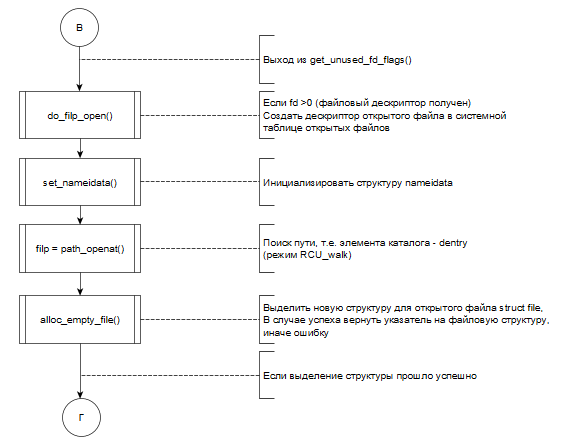 В
Выход из get_unused_fd_flags()
do_filp_open()
Если fd >0 (файловый дескриптор получен)
Создать дескриптор открытого файла в системной
таблице открытых файлов
set_nameidata()
Инициализировать структуру nameidata
filp = path_openat()
Поиск пути, т.е. элемента каталога - dentry
(режим RCU_walk)
alloc_empty_file()
Выделить новую структуру для открытого файла struct file,
В случае успеха вернуть указатель на файловую структуру,
иначе ошибку
Если выделение структуры прошло успешно
Г